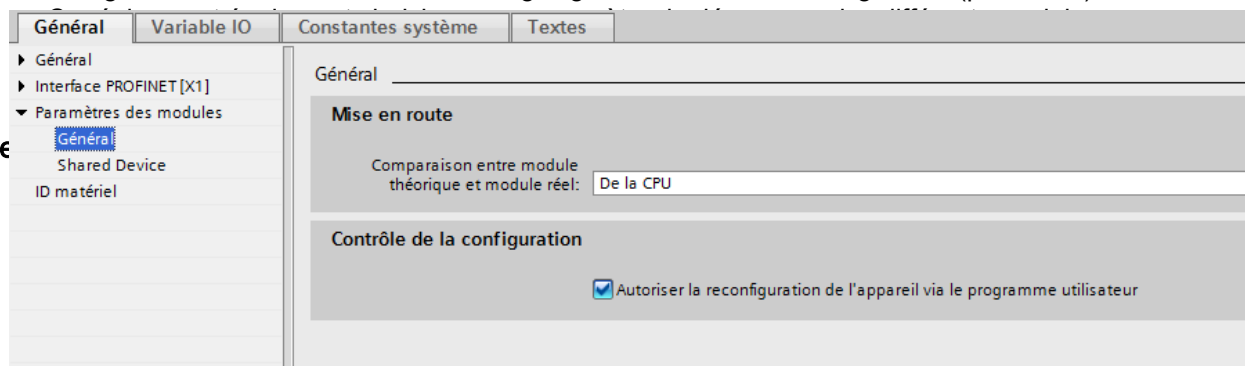 Général Variable IO Constantes système Textes
Général
Interface PROFINET [X1]
Paramètres des modules
Général
Shared Device
ID matériel
Général
Mise en route
Comparaison entre module
théorique et module réel: De la CPU
Contrôle de la configuration
Autoriser la reconfiguration de l'appareil via le programme utilisateur